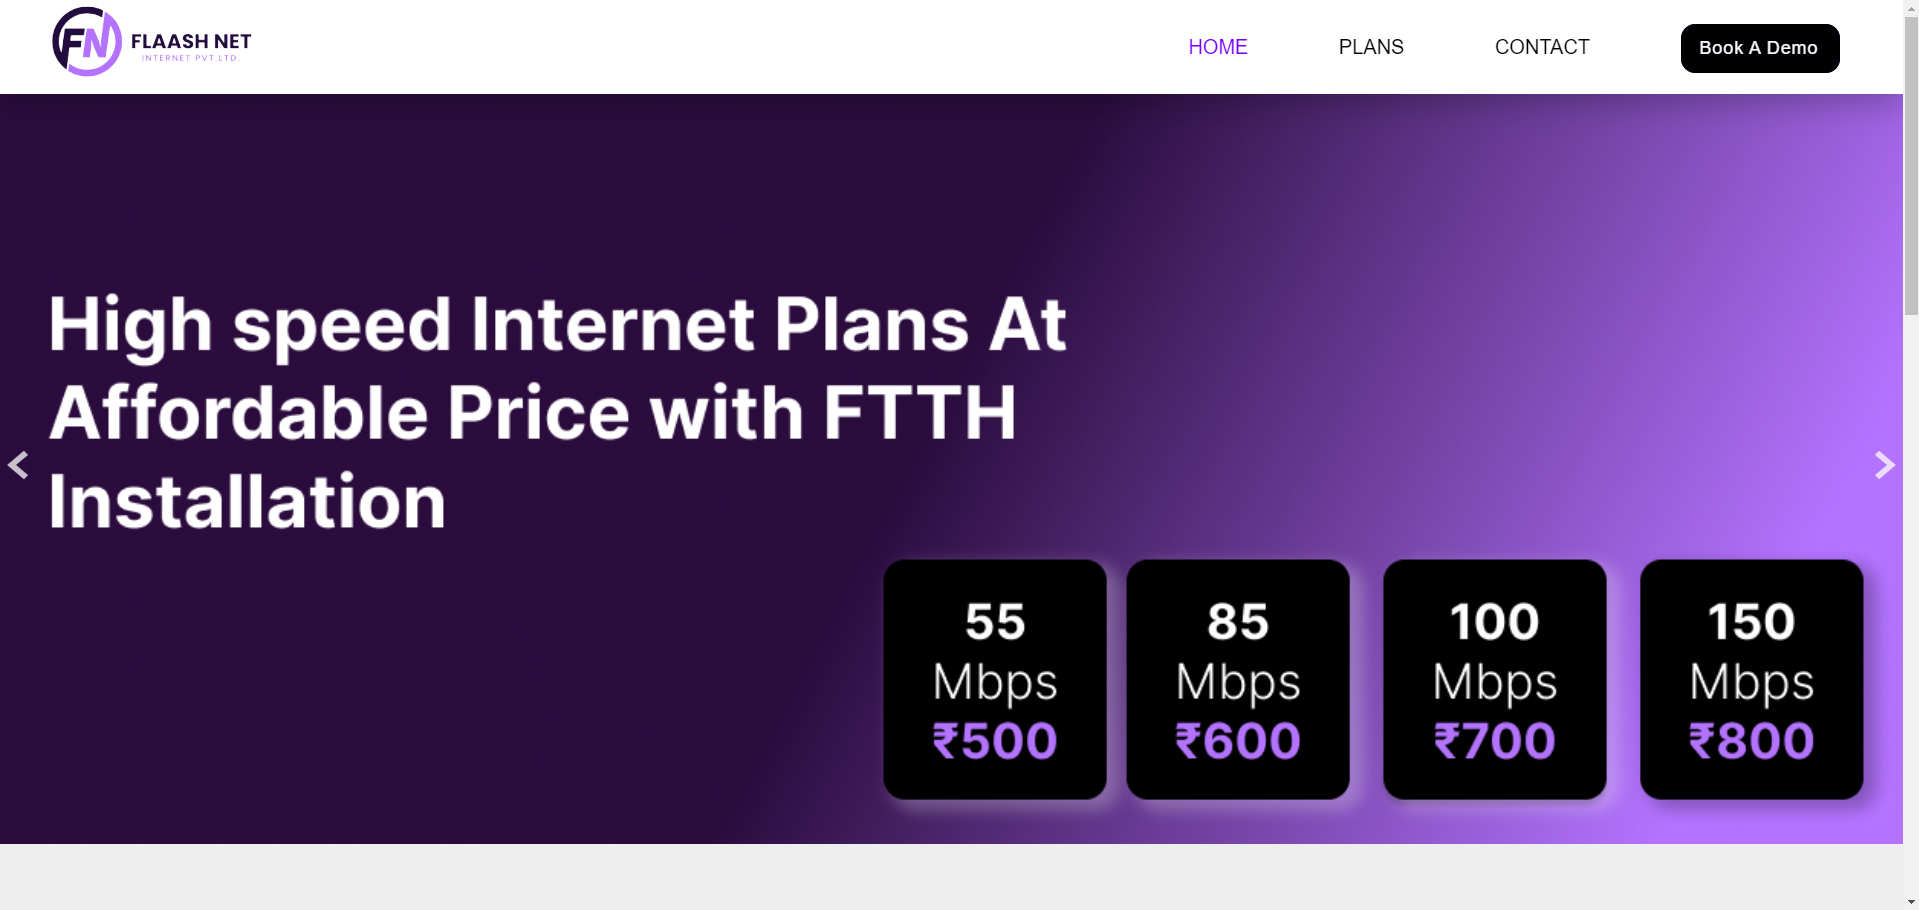 FN FLAASH NET
INTERNET PVT.LTD.
HOME
PLANS
CONTACT
Book A Demo
High speed Internet Plans At
Affordable Price with FTTH
Installation
55
Mbps
₹500
85
Mbps
₹600
100
Mbps
₹700
150
Mbps
₹800